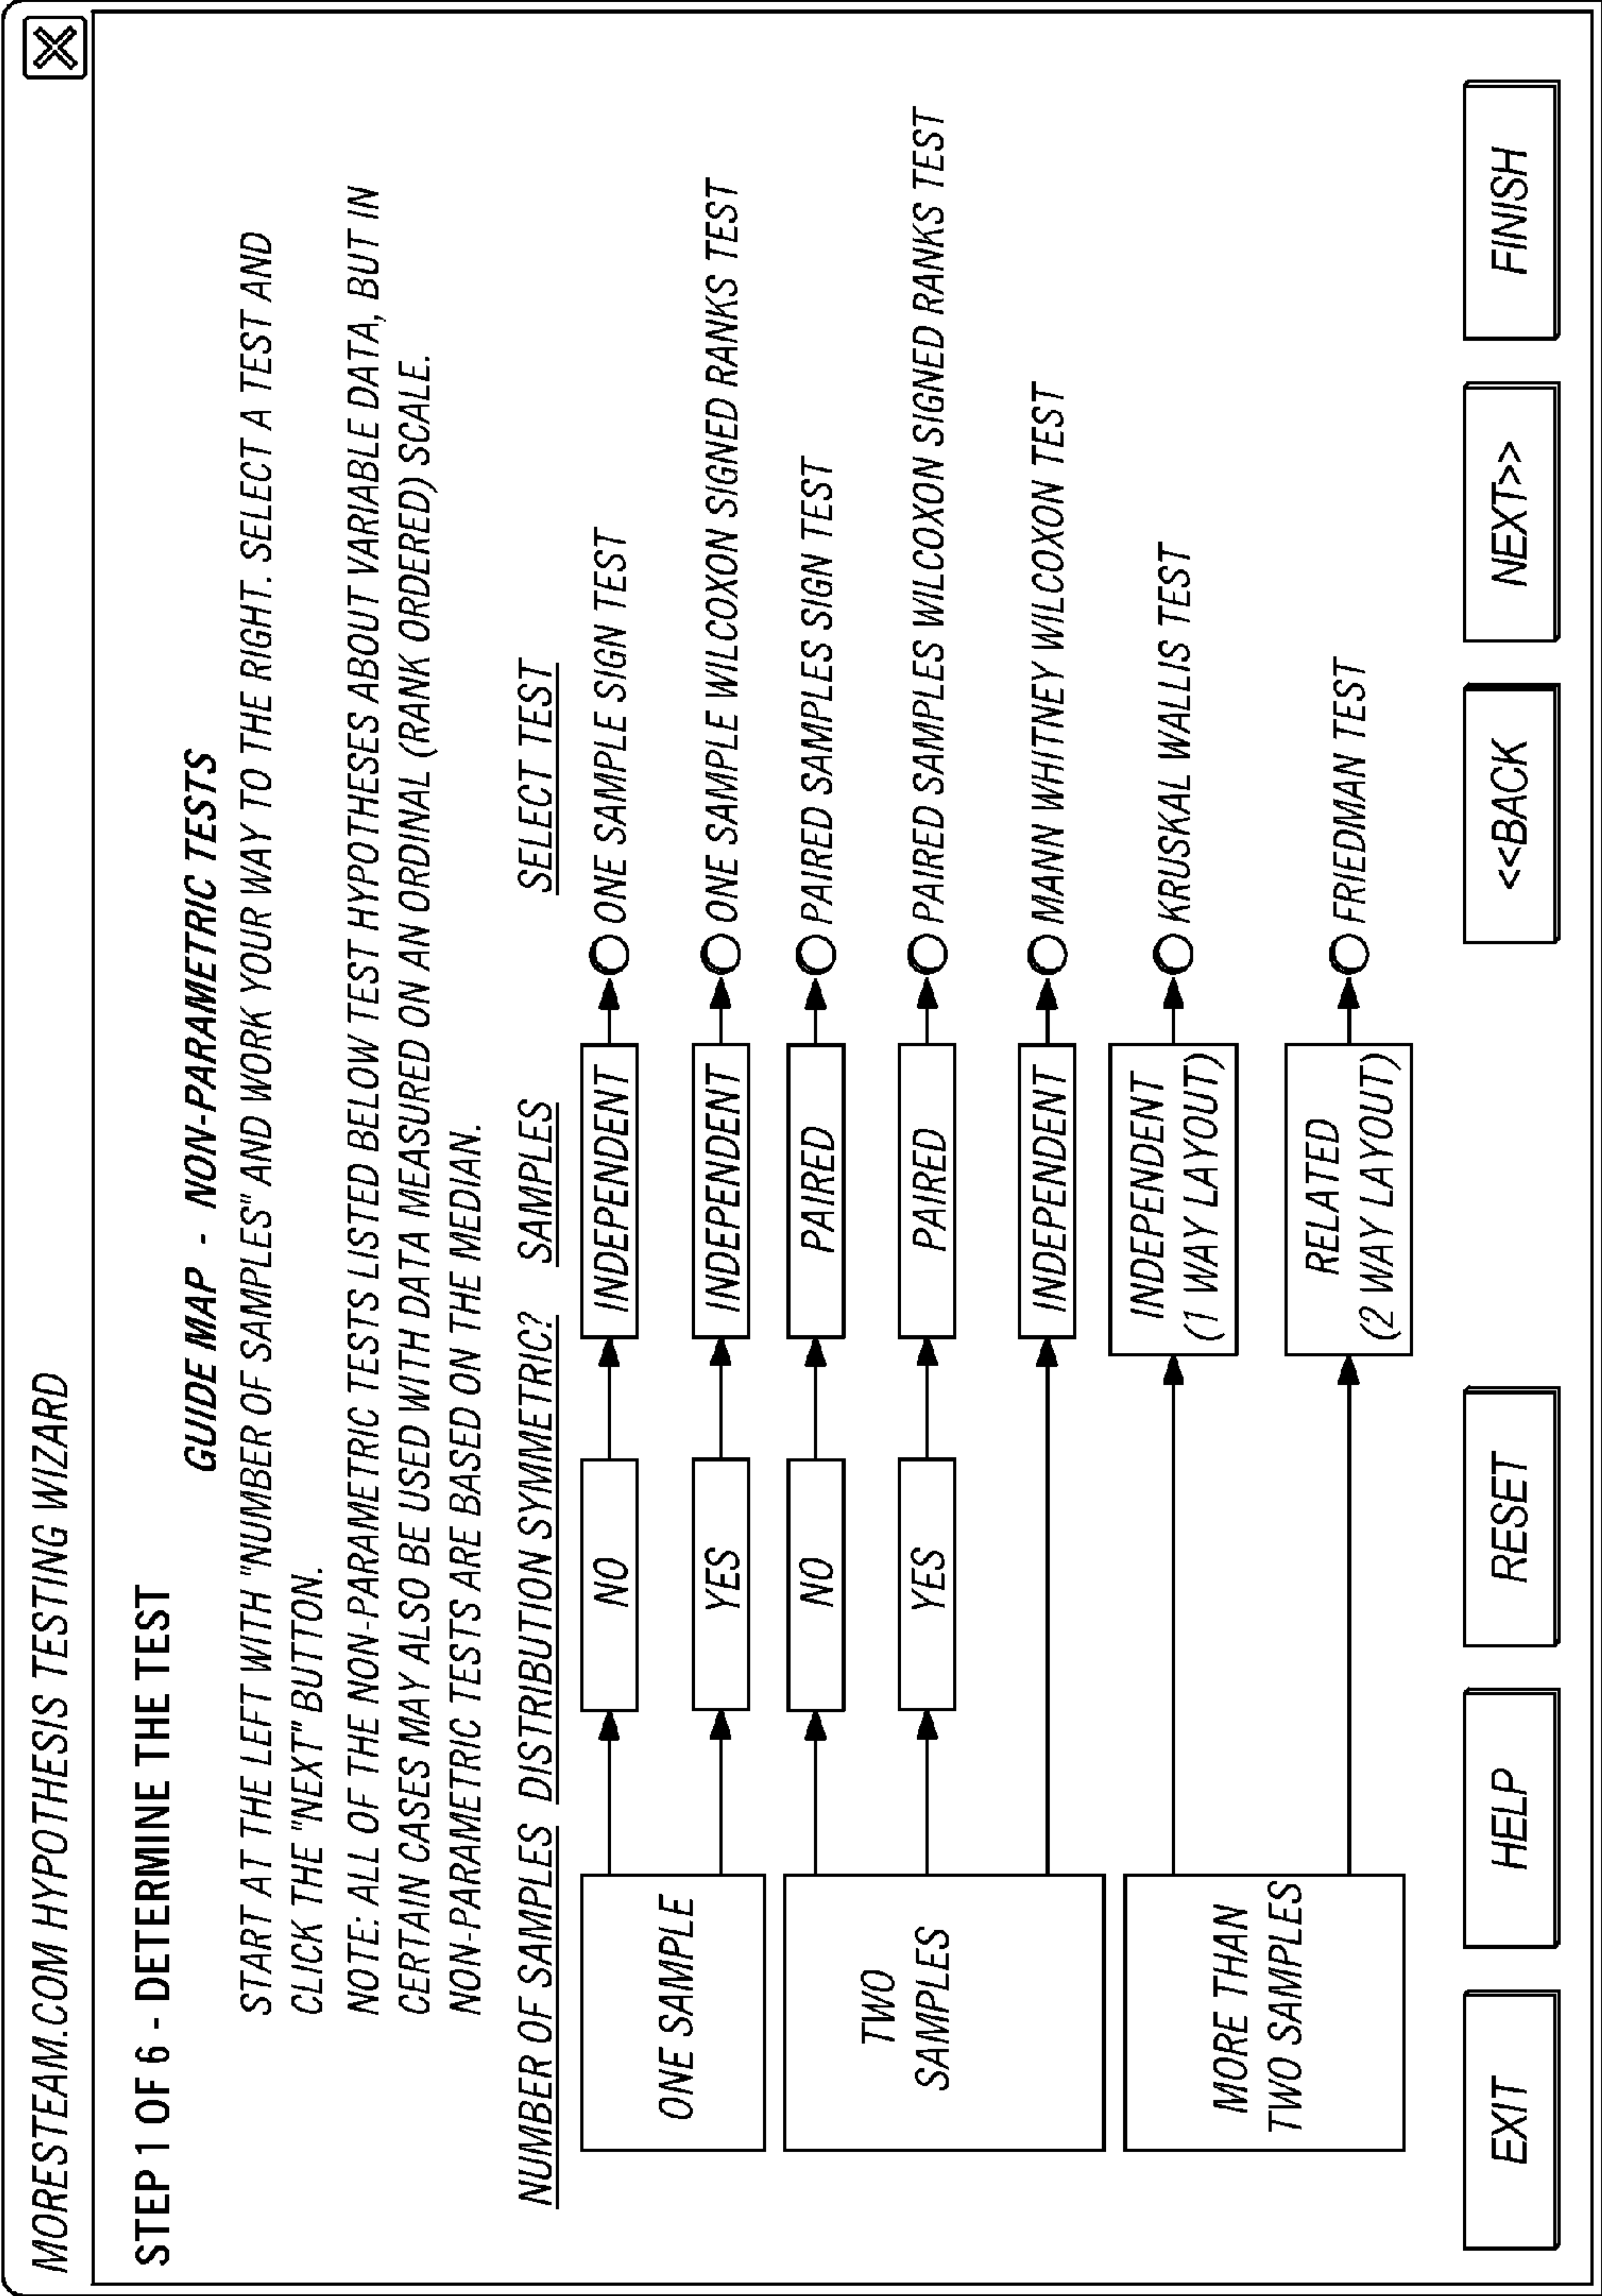 MORESTEAM.COM HYPOTHESIS TESTING WIZARD
STEP 1 OF 6 - DETERMINE THE TEST
GUIDE MAP - NON-PARAMETRIC TESTS
START AT THE LEFT WITH "NUMBER OF SAMPLES" AND WORK YOUR WAY TO THE RIGHT. SELECT A TEST AND
CLICK THE "NEXT" BUTTON.
NOTE: ALL OF THE NON-PARAMETRIC TESTS LISTED BELOW TEST HYPOTHESES ABOUT VARIABLE DATA, BUT IN
CERTAIN CASES MAY ALSO BE USED WITH DATA MEASURED ON AN ORDINAL (RANK ORDERED) SCALE.
NON-PARAMETRIC TESTS ARE BASED ON THE MEDIAN.
NUMBER OF SAMPLES DISTRIBUTION SYMMETRIC? SAMPLES SELECT TEST
ONE SAMPLE
NO INDEPENDENT ONE SAMPLE SIGN TEST
YES INDEPENDENT ONE SAMPLE WILCOXON SIGNED RANKS TEST
TWO
SAMPLES
NO PAIRED PAIRED SAMPLES SIGN TEST
YES PAIRED PAIRED SAMPLES WILCOXON SIGNED RANKS TEST
INDEPENDENT MANN WHITNEY WILCOXON TEST
MORE THAN
TWO SAMPLES
INDEPENDENT
(1 WAY LAYOUT)
KRUSKAL WALLIS TEST
RELATED
(2 WAY LAYOUT)
FRIEDMAN TEST
EXIT HELP RESET <<BACK NEXT>> FINISH